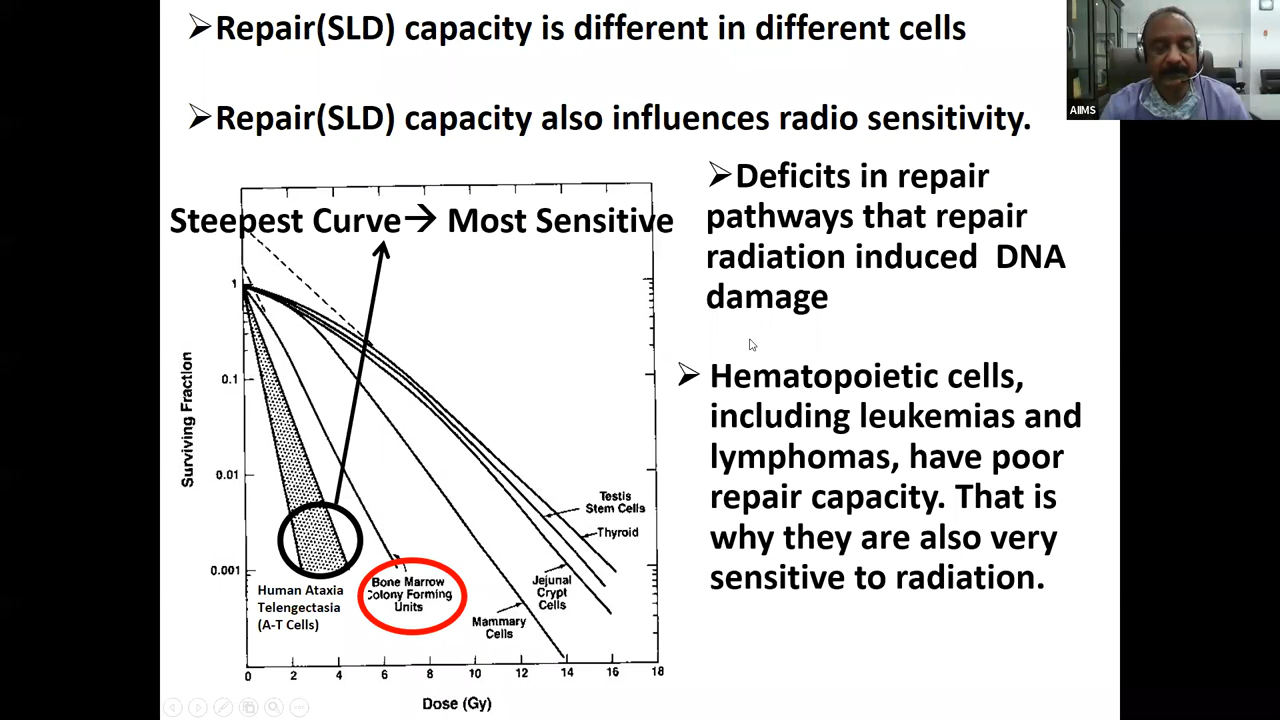 ➢Repair(SLD) capacity is different in different cells
AIIMS
➢Repair(SLD) capacity also influences radio sensitivity.
Steepest Curve→ Most Sensitive
➢Deficits in repair
pathways that repair
radiation induced DNA
damage
➢ Hematopoietic cells,
including leukemias and
lymphomas, have poor
repair capacity. That is
why they are also very
sensitive to radiation.
Surviving Fraction
1
0.1
0.01
0.001
Testis
Stem Cells
Thyroid
Jejunal
Crypt
Cells
Mammary
Cells
Bone Marrow
Colony Forming
Units
Human Ataxia
Telengectasia
(A-T Cells)
0 2 4 6 8 10 12 14 16 18
Dose (Gy)